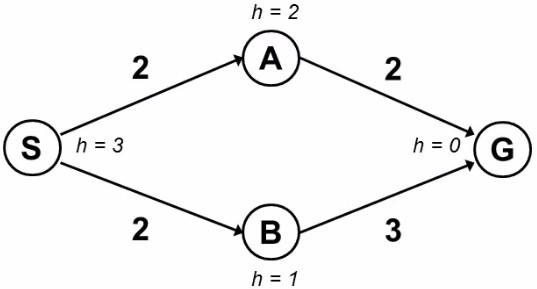 h = 2
A
2
2
S
h = 3
h = 0
G
2
B
3
h = 1